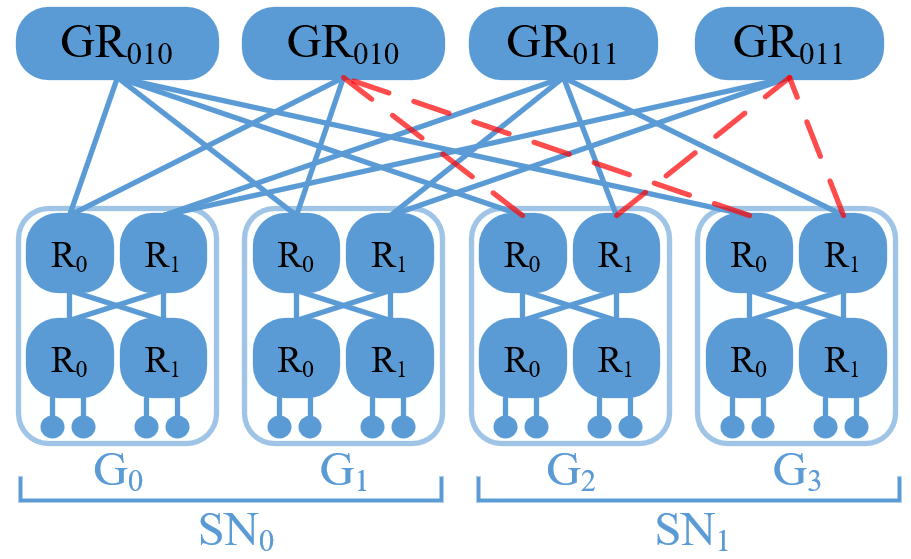 GR₀₁₀ GR₀₁₀ GR₀₁₁ GR₀₁₁
R₀ R₁ R₀ R₁ R₀ R₁ R₀ R₁
R₀ R₁ R₀ R₁ R₀ R₁ R₀ R₁
G₀ G₁ G₂ G₃
SN₀ SN₁